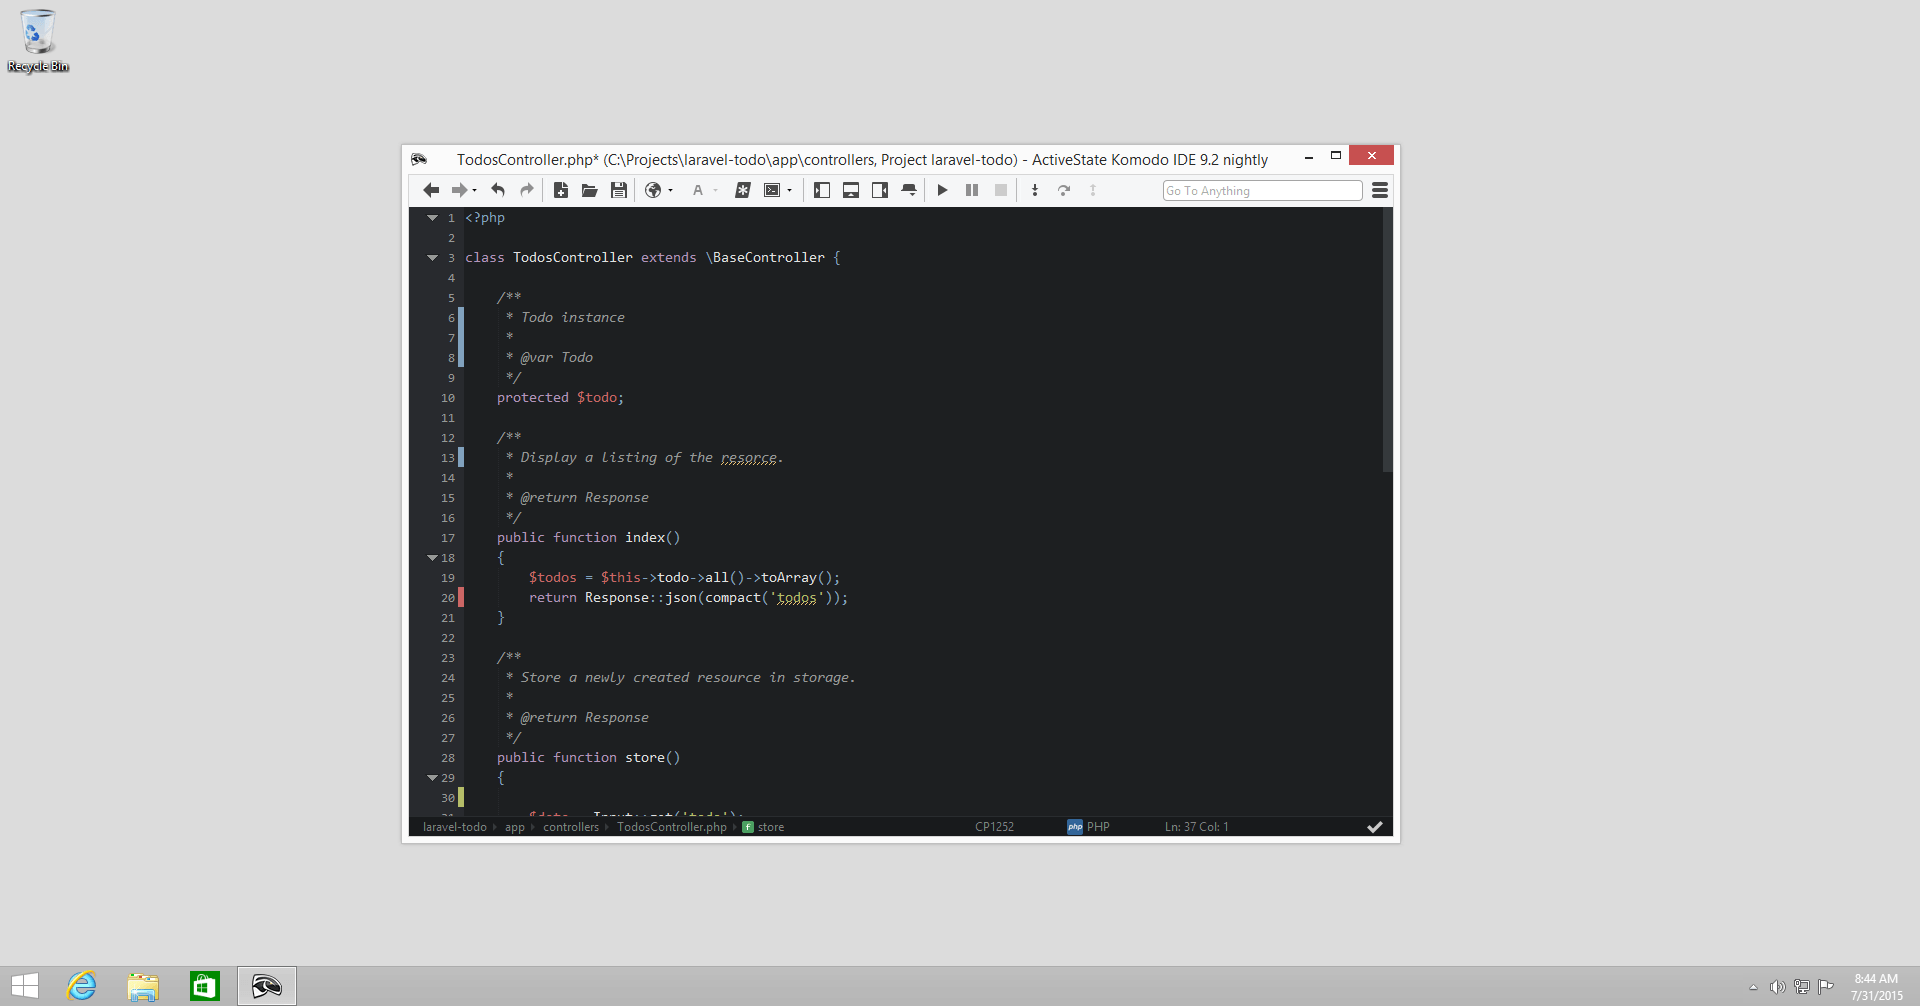 Recycle Bin
TodosController.php* (C:\Projects\laravel-todo\app\controllers, Project laravel-todo) - ActiveState Komodo IDE 9.2 nightly
A
Go To Anything
1 <?php
2
3 class TodosController extends \BaseController {
4
5 /**
6 * Todo instance
7 *
8 * @var Todo
9 */
10 protected $todo;
11
12 /**
13 * Display a listing of the resorce.
14 *
15 * @return Response
16 */
17 public function index()
18 {
19 $todos = $this->todo->all()->toArray();
20 return Response::json(compact('todos'));
21 }
22
23 /**
24 * Store a newly created resource in storage.
25 *
26 * @return Response
27 */
28 public function store()
29 {
30
laravel-todo app controllers TodosController.php f store CP1252 php PHP Ln: 37 Col: 1
8:44 AM
7/31/2015